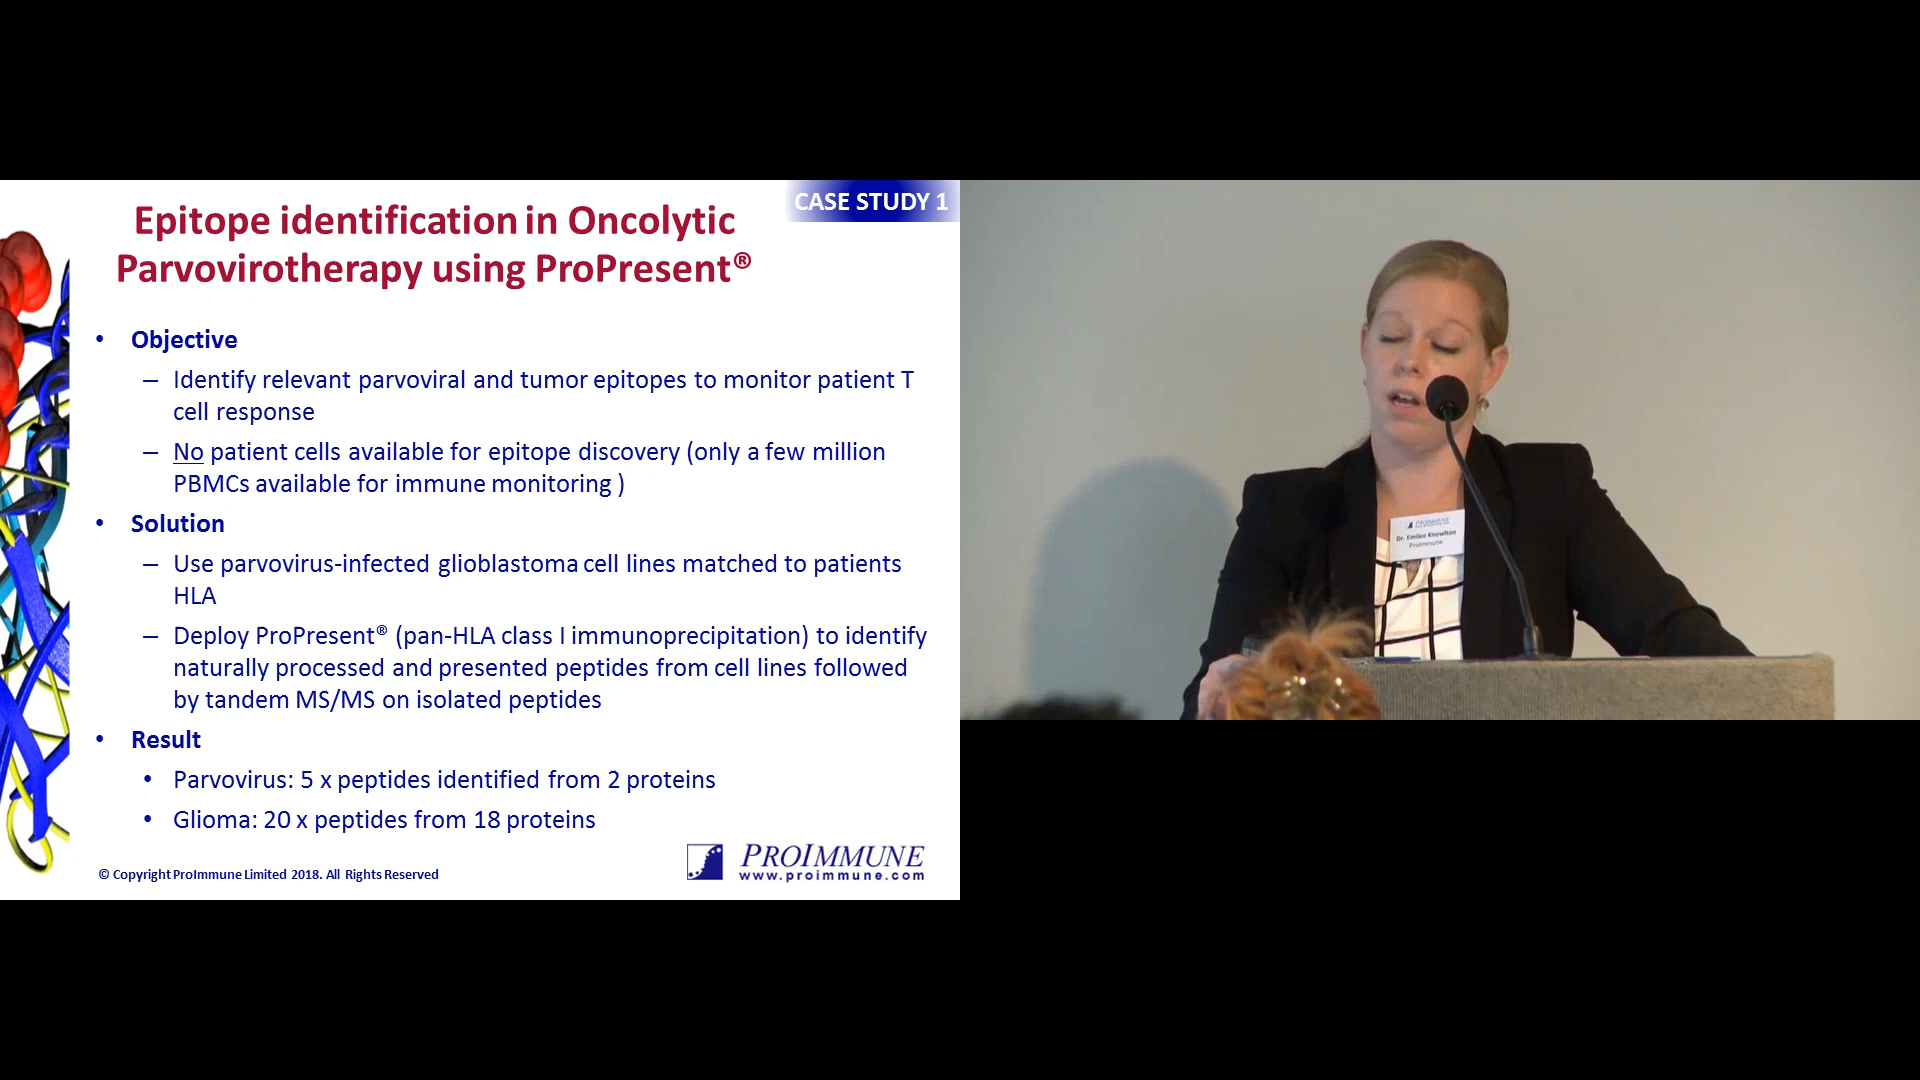 CASE STUDY 1
Epitope identification in Oncolytic
Parvovirotherapy using ProPresent®
• Objective
– Identify relevant parvoviral and tumor epitopes to monitor patient T
cell response
– No patient cells available for epitope discovery (only a few million
PBMCs available for immune monitoring )
• Solution
– Use parvovirus-infected glioblastoma cell lines matched to patients
HLA
– Deploy ProPresent® (pan-HLA class I immunoprecipitation) to identify
naturally processed and presented peptides from cell lines followed
by tandem MS/MS on isolated peptides
• Result
• Parvovirus: 5 x peptides identified from 2 proteins
• Glioma: 20 x peptides from 18 proteins
© Copyright ProImmune Limited 2018. All Rights Reserved
PROIMMUNE
www.proimmune.com
PROIMMUNE
Dr. Emilee Knowlton
ProImmune